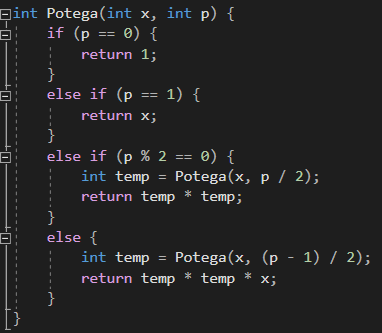 int Potega(int x, int p) {
    if (p == 0) {
        return 1;
    }
    else if (p == 1) {
        return x;
    }
    else if (p % 2 == 0) {
        int temp = Potega(x, p / 2);
        return temp * temp;
    }
    else {
        int temp = Potega(x, (p - 1) / 2);
        return temp * temp * x;
    }
}